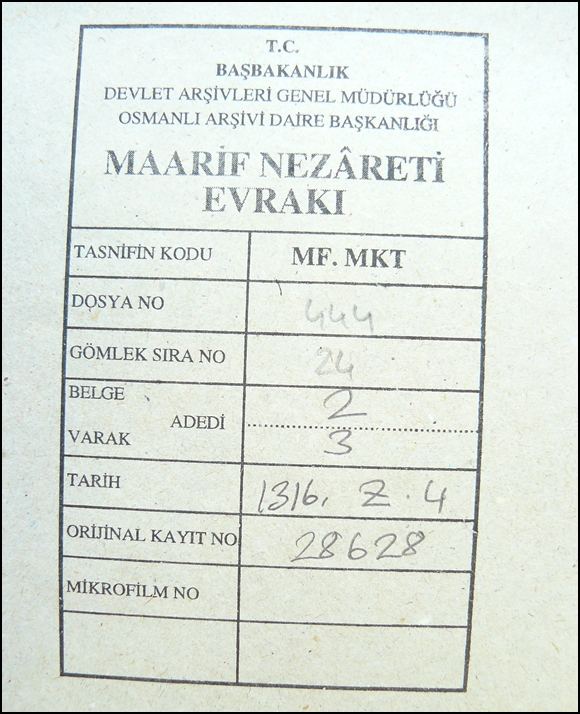 T.C.
BAŞBAKANLIK
DEVLET ARŞİVLERİ GENEL MÜDÜRLÜĞÜ
OSMANLI ARŞİVİ DAİRE BAŞKANLIĞI
MAARİF NEZÂRETİ
EVRAKI
TASNİFİN KODU MF. MKT
DOSYA NO 444
GÖMLEK SIRA NO 24
BELGE 2
ADEDİ
VARAK 3
TARİH 1316. Z. 4
ORİJİNAL KAYIT NO 28628
MİKROFİLM NO